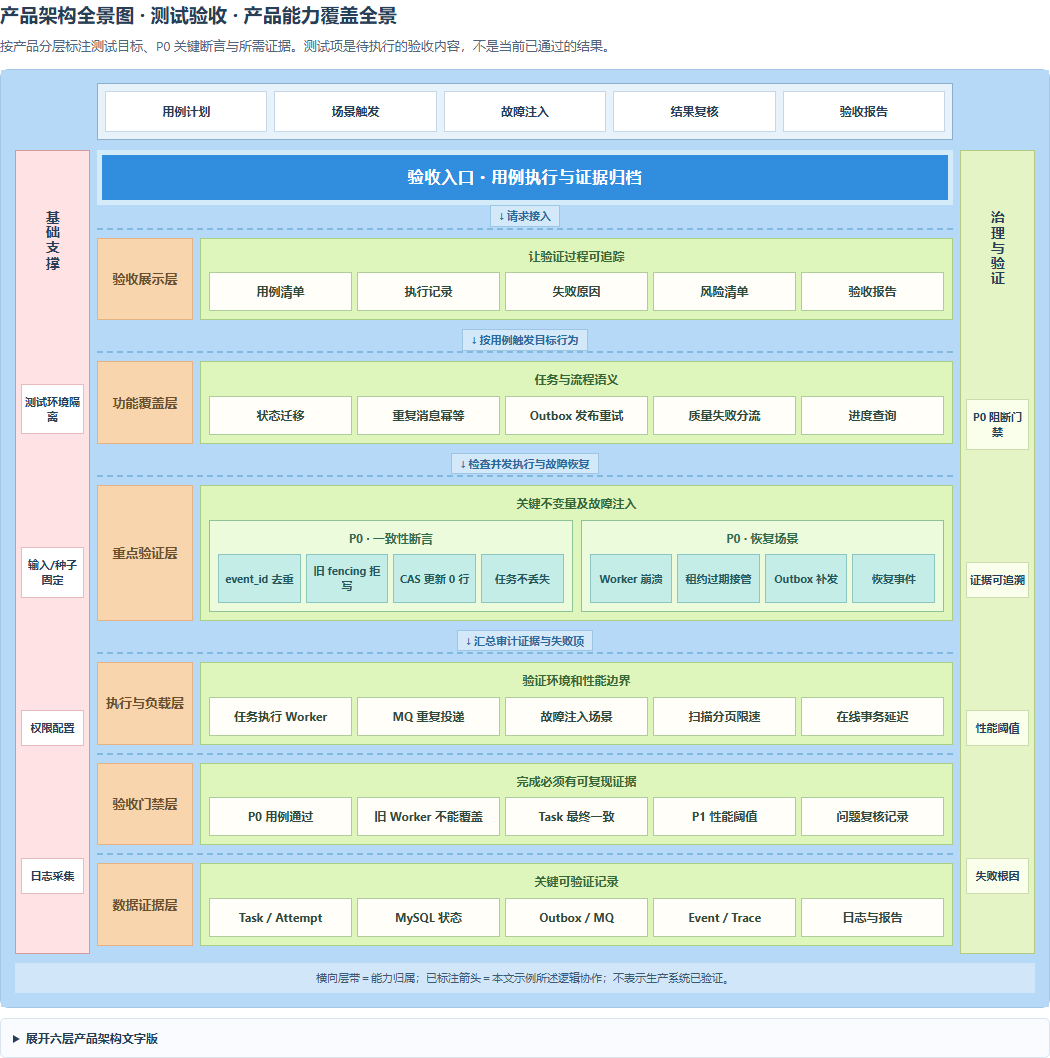 产品架构全景图 · 测试验收 · 产品能力覆盖全景
按产品分层标注测试目标、P0 关键断言与所需证据。测试项是待执行的验收内容，不是当前已通过的结果。
用例计划
场景触发
故障注入
结果复核
验收报告
基础支撑
测试环境隔
离
输入/种子
固定
权限配置
日志采集
验收入口 · 用例执行与证据归档
↓ 请求接入
验收展示层
让验证过程可追踪
用例清单
执行记录
失败原因
风险清单
验收报告
↓ 按用例触发目标行为
功能覆盖层
任务与流程语义
状态迁移
重复消息幂等
Outbox 发布重试
质量失败分流
进度查询
↓ 检查并发执行与故障恢复
重点验证层
关键不变量及故障注入
P0 · 一致性断言
event_id 去重
旧 fencing 拒
写
CAS 更新 0 行
任务不丢失
P0 · 恢复场景
Worker 崩溃
租约过期接管
Outbox 补发
恢复事件
↓ 汇总审计证据与失败项
执行与负载层
验证环境和性能边界
任务执行 Worker
MQ 重复投递
故障注入场景
扫描分页限速
在线事务延迟
验收门禁层
完成必须有可复现证据
P0 用例通过
旧 Worker 不能覆盖
Task 最终一致
P1 性能阈值
问题复核记录
数据证据层
关键可验证记录
Task / Attempt
MySQL 状态
Outbox / MQ
Event / Trace
日志与报告
治理与验证
P0 阻断门
禁
证据可追溯
性能阈值
失败根因
横向层带＝能力归属；已标注箭头＝本文示例所述逻辑协作；不表示生产系统已验证。
▶ 展开六层产品架构文字版